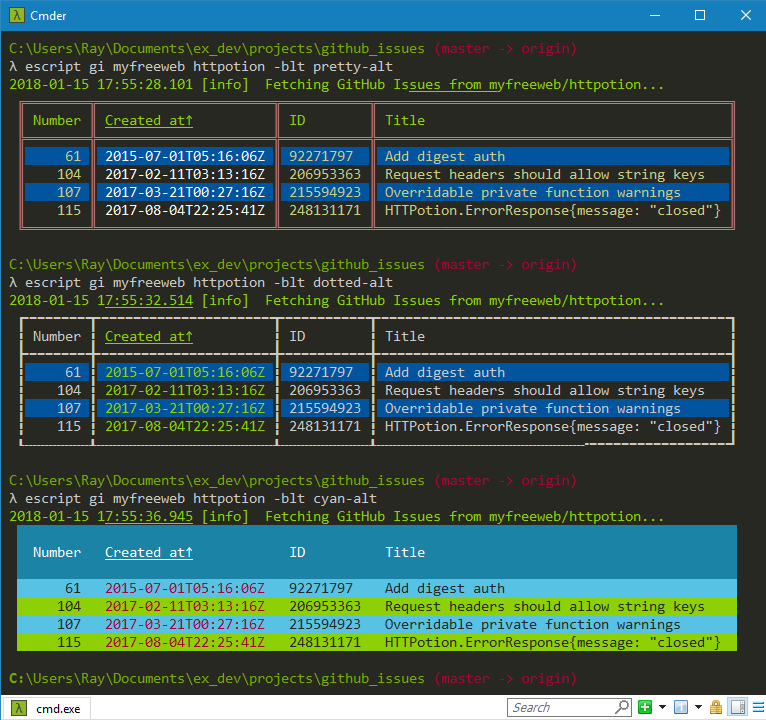 Cmder
C:\Users\Ray\Documents\ex_dev\projects\github_issues (master -> origin)
λ escript gi myfreeweb httpotion -blt pretty-alt
2018-01-15 17:55:28.101 [info]  Fetching GitHub Issues from myfreeweb/httpotion...
Number Created at↑ ID Title
61 2015-07-01T05:16:06Z 92271797 Add digest auth
104 2017-02-11T03:13:16Z 206953363 Request headers should allow string keys
107 2017-03-21T00:27:16Z 215594923 Overridable private function warnings
115 2017-08-04T22:25:41Z 248131171 HTTPotion.ErrorResponse{message: "closed"}
C:\Users\Ray\Documents\ex_dev\projects\github_issues (master -> origin)
λ escript gi myfreeweb httpotion -blt dotted-alt
2018-01-15 17:55:32.514 [info]  Fetching GitHub Issues from myfreeweb/httpotion...
Number Created at↑ ID Title
61 2015-07-01T05:16:06Z 92271797 Add digest auth
104 2017-02-11T03:13:16Z 206953363 Request headers should allow string keys
107 2017-03-21T00:27:16Z 215594923 Overridable private function warnings
115 2017-08-04T22:25:41Z 248131171 HTTPotion.ErrorResponse{message: "closed"}
C:\Users\Ray\Documents\ex_dev\projects\github_issues (master -> origin)
λ escript gi myfreeweb httpotion -blt cyan-alt
2018-01-15 17:55:36.945 [info]  Fetching GitHub Issues from myfreeweb/httpotion...
Number Created at↑ ID Title
61 2015-07-01T05:16:06Z 92271797 Add digest auth
104 2017-02-11T03:13:16Z 206953363 Request headers should allow string keys
107 2017-03-21T00:27:16Z 215594923 Overridable private function warnings
115 2017-08-04T22:25:41Z 248131171 HTTPotion.ErrorResponse{message: "closed"}
C:\Users\Ray\Documents\ex_dev\projects\github_issues (master -> origin)
λ cmd.exe Search